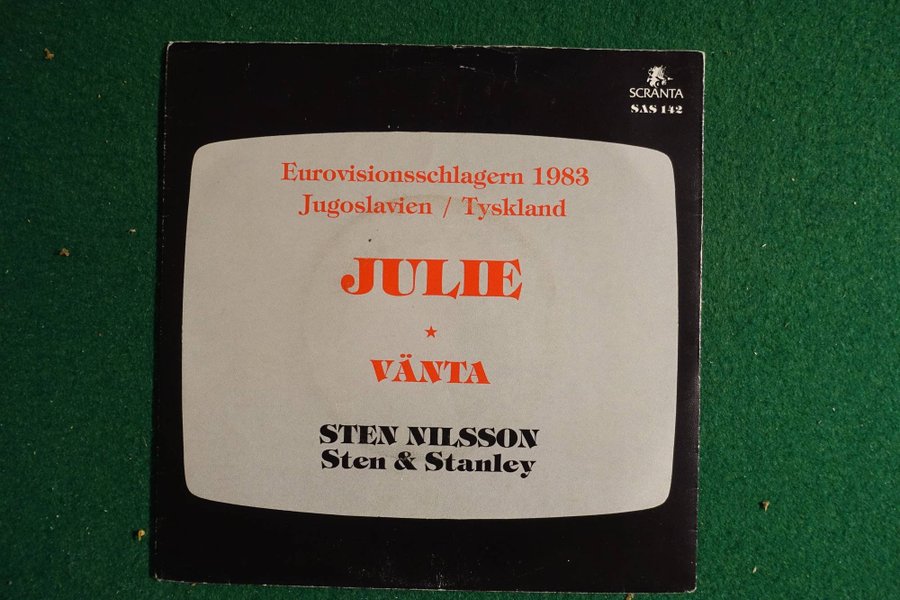 SCRANTA
SAS 142
Eurovisionsschlagern 1983
Jugoslavien / Tyskland
JULIE
VÄNTA
STEN NILSSON
Sten & Stanley